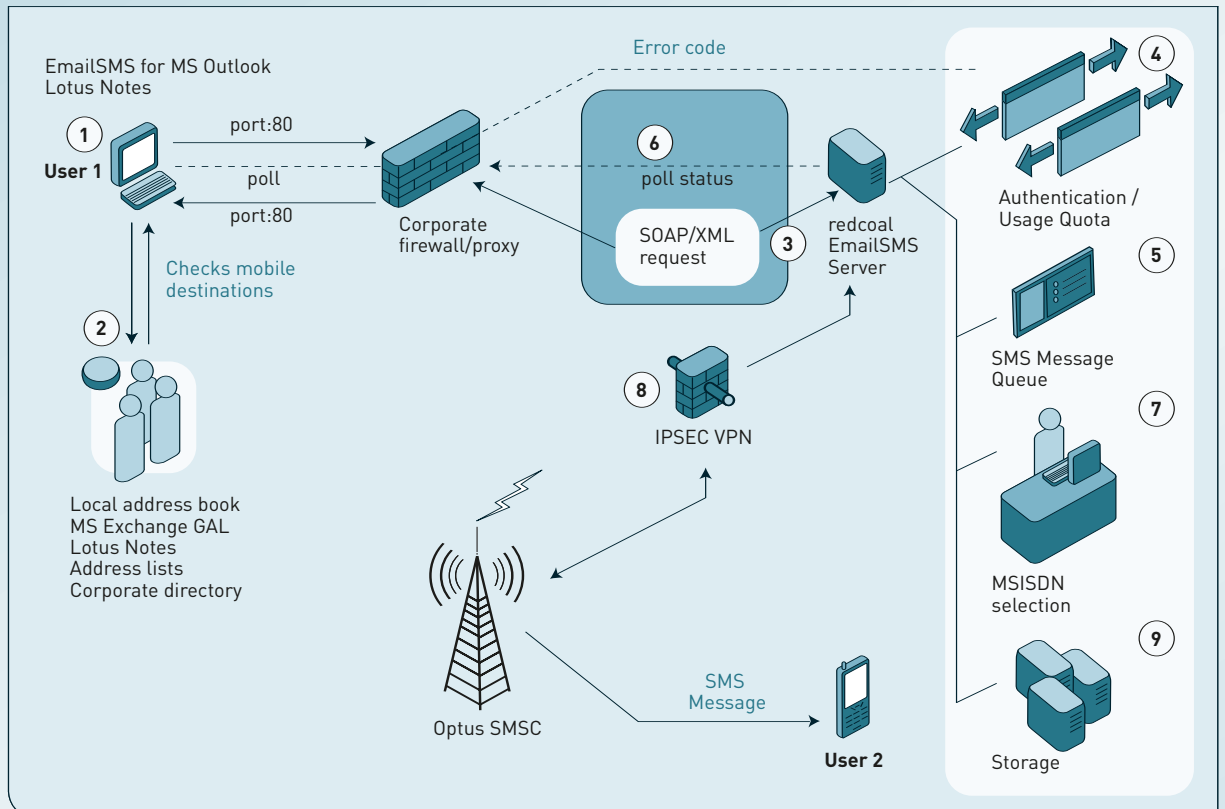 Error code
EmailSMS for MS Outlook
Lotus Notes
1
User 1
port:80
poll
port:80
Corporate
firewall/proxy
6
poll status
SOAP/XML
request
3
redcoal
EmailSMS
Server
4
Authentication /
Usage Quota
Checks mobile
destinations
2
Local address book
MS Exchange GAL
Lotus Notes
Address lists
Corporate directory
5
SMS Message
Queue
8
IPSEC VPN
7
MSISDN
selection
Optus SMSC
SMS
Message
User 2
9
Storage